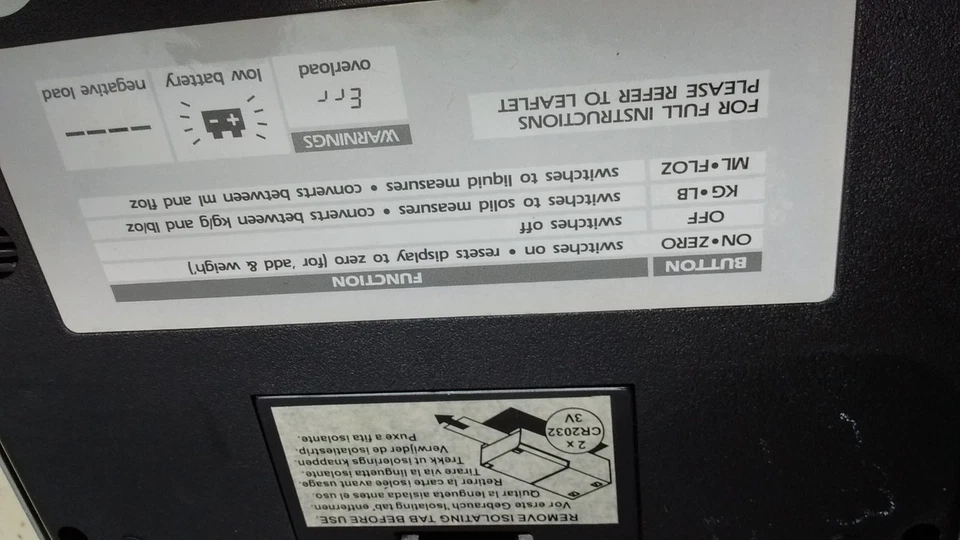 REMOVE ISOLATING TAB BEFORE USE.
Vor erste Gebrauch 'Isolating tab' entfernen.
Quitar la lengueta aislada antes el uso.
Retirer la carte isolée avant usage.
Tirare la via la linguetta isolante.
Trekk ut isolerings knappen.
Verwijder de isolatiestrip.
Puxe a fita isolante.
2 x
CR2032
3V
BUTTON FUNCTION
ON•ZERO switches on • resets display to zero (for 'add & weigh')
OFF switches off
KG•LB switches to solid measures • converts between kg/g and lb/oz
ML•FLOZ switches to liquid measures • converts between ml and floz
FOR FULL INSTRUCTIONS
PLEASE REFER TO LEAFLET
WARNINGS
Err
overload
- +
low battery
----
negative load